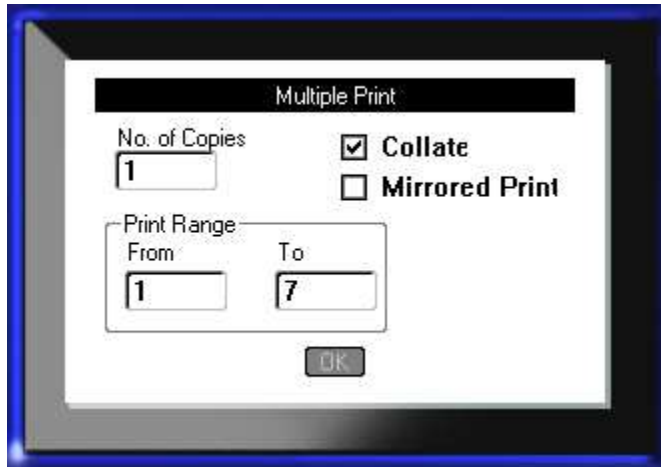 Multiple Print
No. of Copies
1
Collate
Mirrored Print
Print Range
From To
1 7
OK